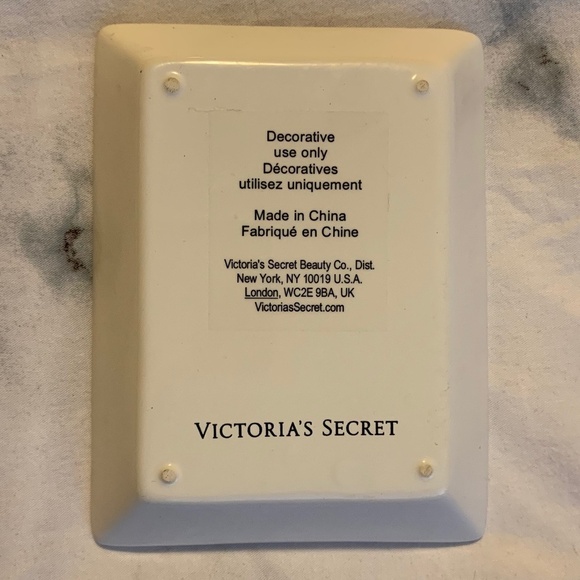 Decorative
use only
Décoratives
utilisez uniquement
Made in China
Fabriqué en Chine
Victoria's Secret Beauty Co., Dist.
New York, NY 10019 U.S.A.
London, WC2E 9BA, UK
VictoriasSecret.com
VICTORIA'S SECRET